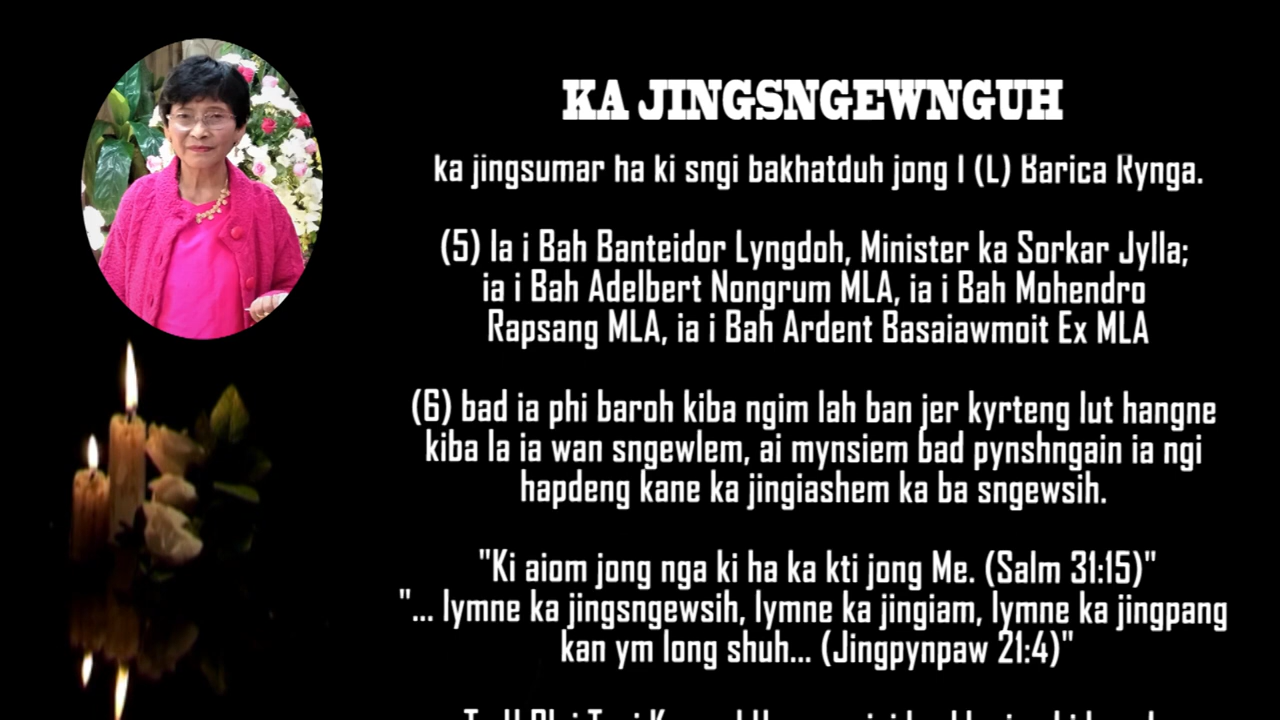 KA JINGSNGEWNGUH
ka jingsumar ha ki sngi bakhatduh jong I (L) Barica Rynga.
(5) Ia i Bah Banteidor Lyngdoh, Minister ka Sorkar Jylla;
ia i Bah Adelbert Nongrum MLA, ia i Bah Mohendro
Rapsang MLA, ia i Bah Ardent Basaiawmoit Ex MLA
(6) bad ia phi baroh kiba ngim lah ban jer kyrteng lut hangne
kiba la ia wan sngewlem, ai mynsiem bad pynshngain ia ngi
hapdeng kane ka jingiashem ka ba sngewsih.
"Ki aiom jong nga ki ha ka kti jong Me. (Salm 31:15)"
"... lymne ka jingsngewsih, lymne ka jingiam, lymne ka jingpang
kan ym long shuh... (Jingpynpaw 21:4)"